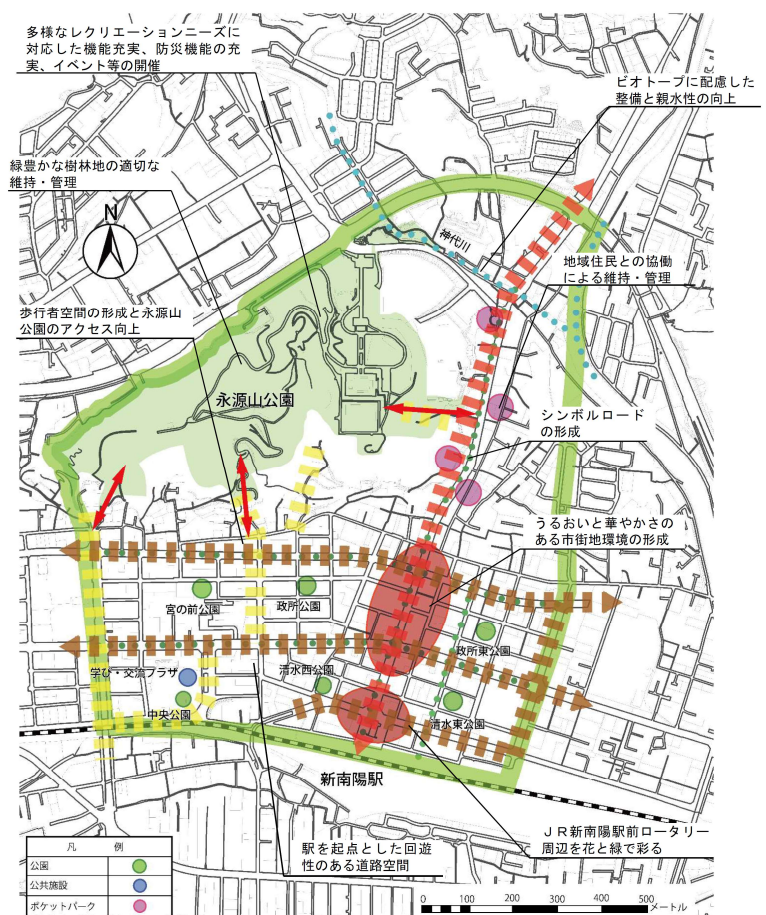 多様なレクリエーションニーズに
対応した機能充実、防災機能の充
実、イベント等の開催
ビオトープに配慮した
整備と親水性の向上
緑豊かな樹林地の適切な
維持・管理
N
神代川
地域住民との協働
による維持・管理
歩行者空間の形成と永源山
公園のアクセス向上
永源山公園
シンボルロード
の形成
うるおいと華やかさの
ある市街地環境の形成
宮の前公園
政所公園
政所東公園
学び・交流プラザ
清水西公園
中央公園
清水東公園
新南陽駅
駅を起点とした回遊
性のある道路空間
ＪＲ新南陽駅前ロータリー
周辺を花と緑で彩る
凡 例
公園
公共施設
ポケットパーク
0 100 200 300 400 500
メートル